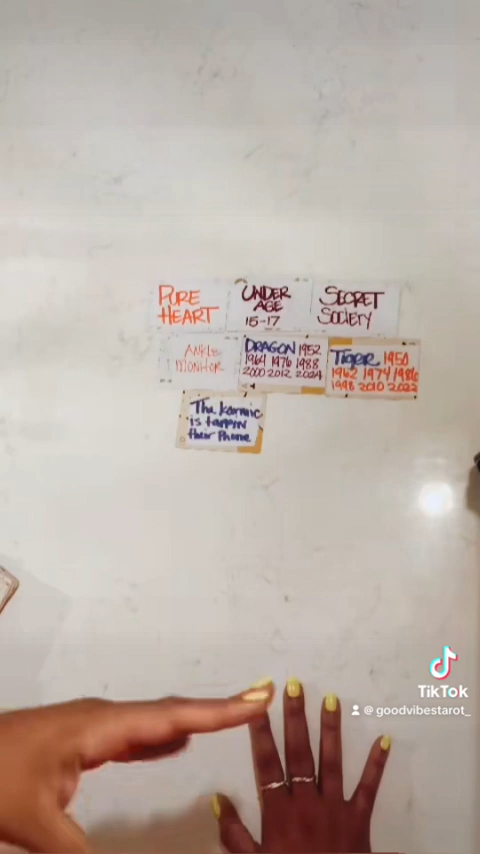 PURE
HEART
UNDER
AGE
15-17
SECRET
SOCIETY
ANKLE
MONITOR
DRAGON 1952
1964 1976 1988
2000 2012 2024
TIGER 1950
1962 1974 1986
1998 2010 2022
The karmic
is tappin
their Phone
TikTok
@goodvibestarot_